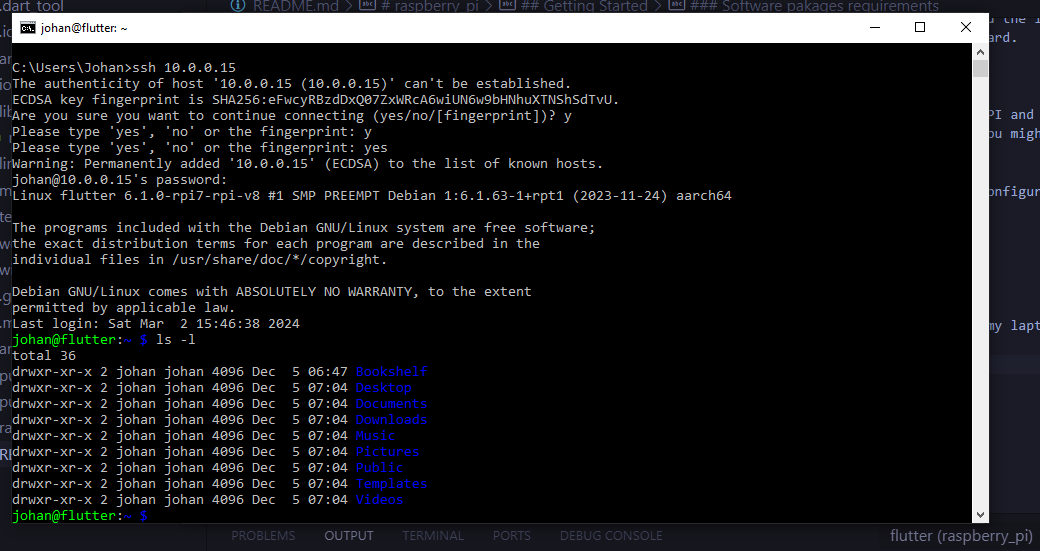 .dart_tool
README.md > # raspberry_pi > ## Getting Started > ### Software pakages requirements
johan@flutter: ~
C:\Users\Johan>ssh 10.0.0.15
The authenticity of host '10.0.0.15 (10.0.0.15)' can't be established.
ECDSA key fingerprint is SHA256:eFwcyRBzdDxQ07ZxWRcA6wiUN6w9bHNhuXTNShSdTvU.
Are you sure you want to continue connecting (yes/no/[fingerprint])? y
Please type 'yes', 'no' or the fingerprint: y
Please type 'yes', 'no' or the fingerprint: yes
Warning: Permanently added '10.0.0.15' (ECDSA) to the list of known hosts.
johan@10.0.0.15's password:
Linux flutter 6.1.0-rpi7-rpi-v8 #1 SMP PREEMPT Debian 1:6.1.63-1+rpt1 (2023-11-24) aarch64
The programs included with the Debian GNU/Linux system are free software;
the exact distribution terms for each program are described in the
individual files in /usr/share/doc/*/copyright.
Debian GNU/Linux comes with ABSOLUTELY NO WARRANTY, to the extent
permitted by applicable law.
Last login: Sat Mar  2 15:46:38 2024
johan@flutter:~ $ ls -l
total 36
drwxr-xr-x 2 johan johan 4096 Dec  5 06:47 Bookshelf
drwxr-xr-x 2 johan johan 4096 Dec  5 07:04 Desktop
drwxr-xr-x 2 johan johan 4096 Dec  5 07:04 Documents
drwxr-xr-x 2 johan johan 4096 Dec  5 07:04 Downloads
drwxr-xr-x 2 johan johan 4096 Dec  5 07:04 Music
drwxr-xr-x 2 johan johan 4096 Dec  5 07:04 Pictures
drwxr-xr-x 2 johan johan 4096 Dec  5 07:04 Public
drwxr-xr-x 2 johan johan 4096 Dec  5 07:04 Templates
drwxr-xr-x 2 johan johan 4096 Dec  5 07:04 Videos
johan@flutter:~ $
PROBLEMS OUTPUT TERMINAL PORTS DEBUG CONSOLE
flutter (raspberry_pi)